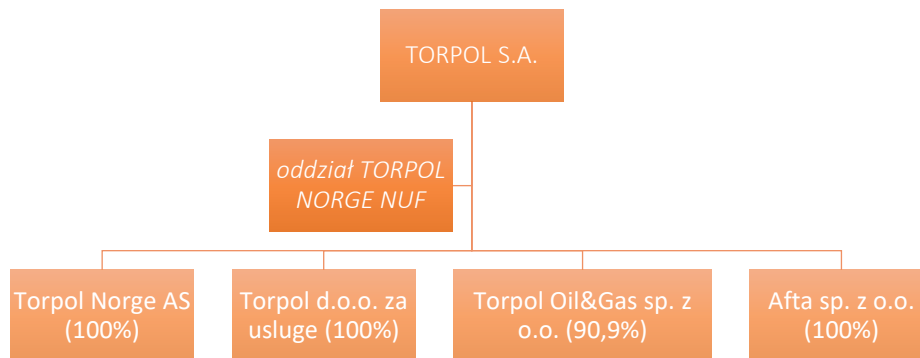 TORPOL S.A.
oddział TORPOL
NORGE NUF
Torpol Norge AS
(100%)
Torpol d.o.o. za
usluge (100%)
Torpol Oil&Gas sp. z
o.o. (90,9%)
Afta sp. z o.o.
(100%)